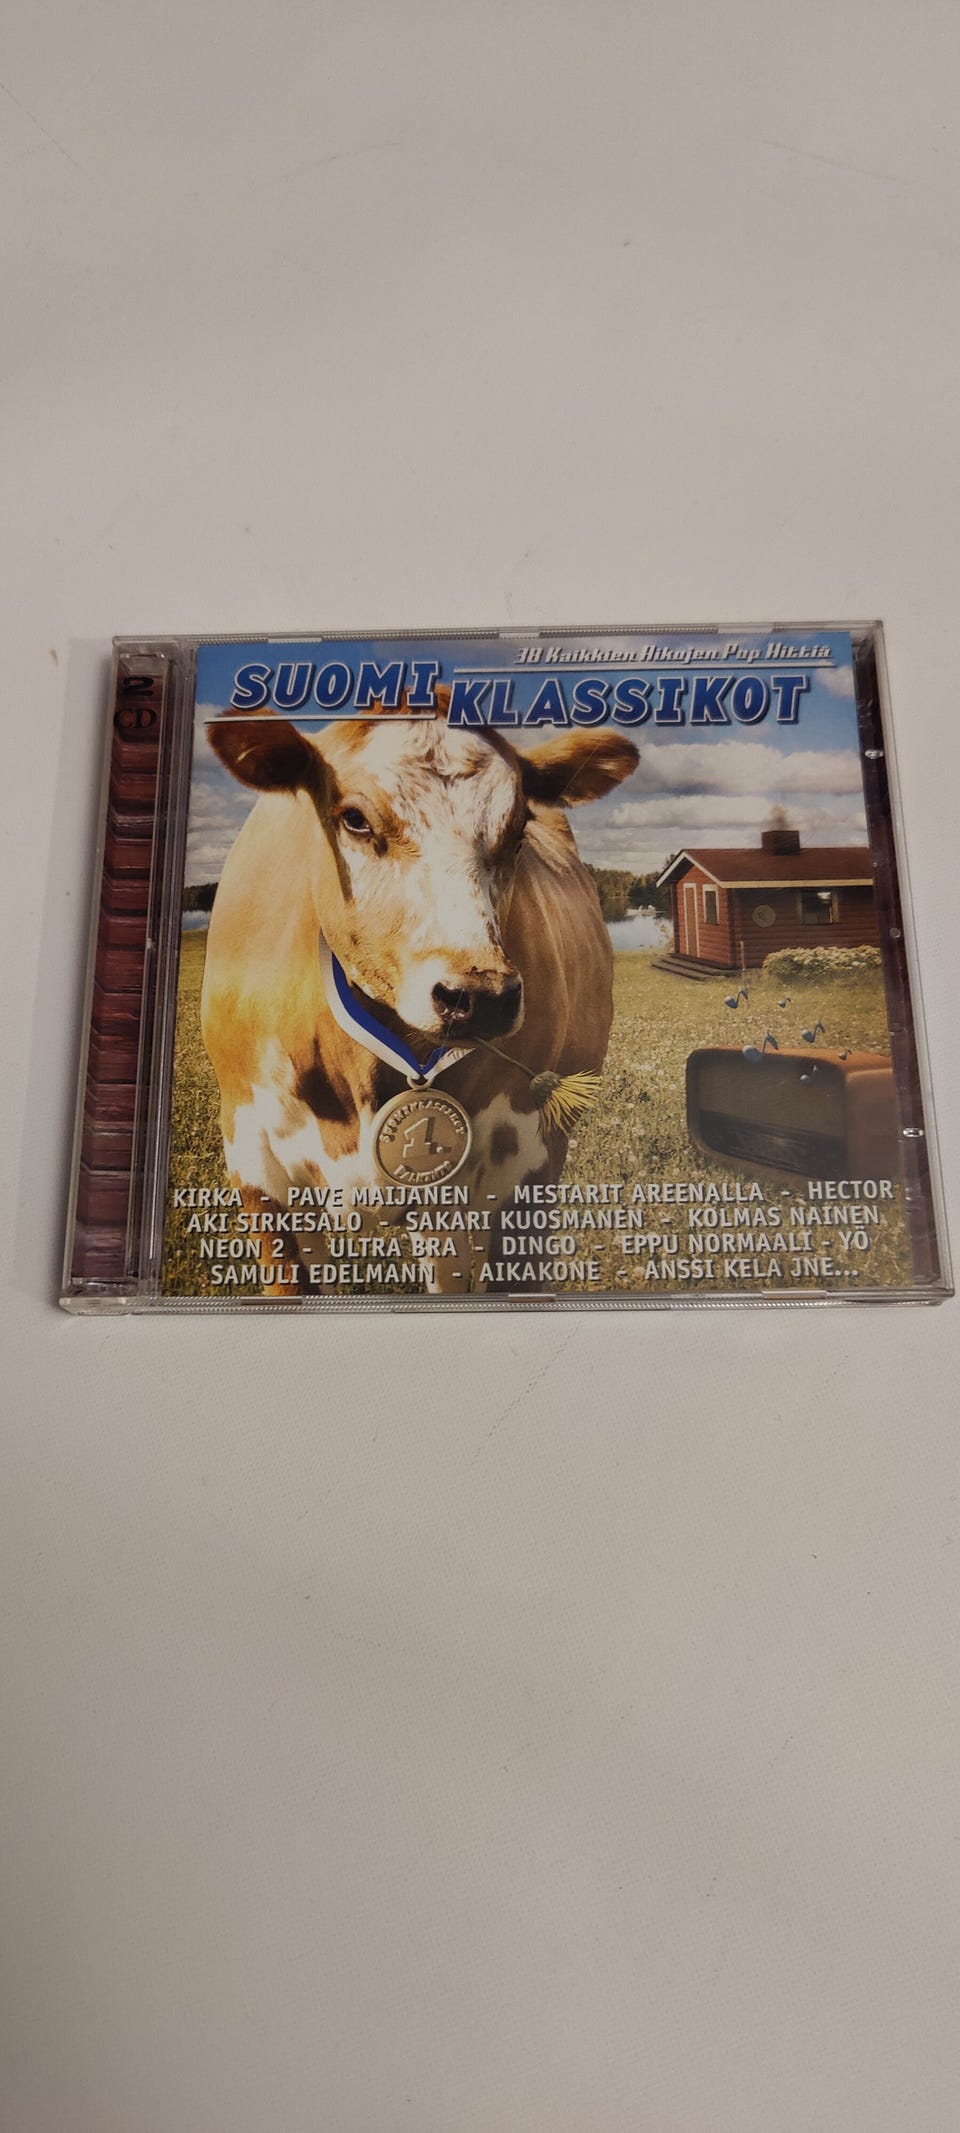 2
CD
38 Kaikkien Aikojen Pop Hittiä
SUOMI
KLASSIKOT
1.
KIRKA - PAVE MAIJANEN - MESTARIT AREENALLA - HECTOR
AKI SIRKESALO - SAKARI KUOSMANEN - KOLMAS NAINEN
NEON 2 - ULTRA BRA - DINGO - EPPU NORMAALI - YÖ
SAMULI EDELMANN - AIKAKONE - ANSSI KELA JNE...